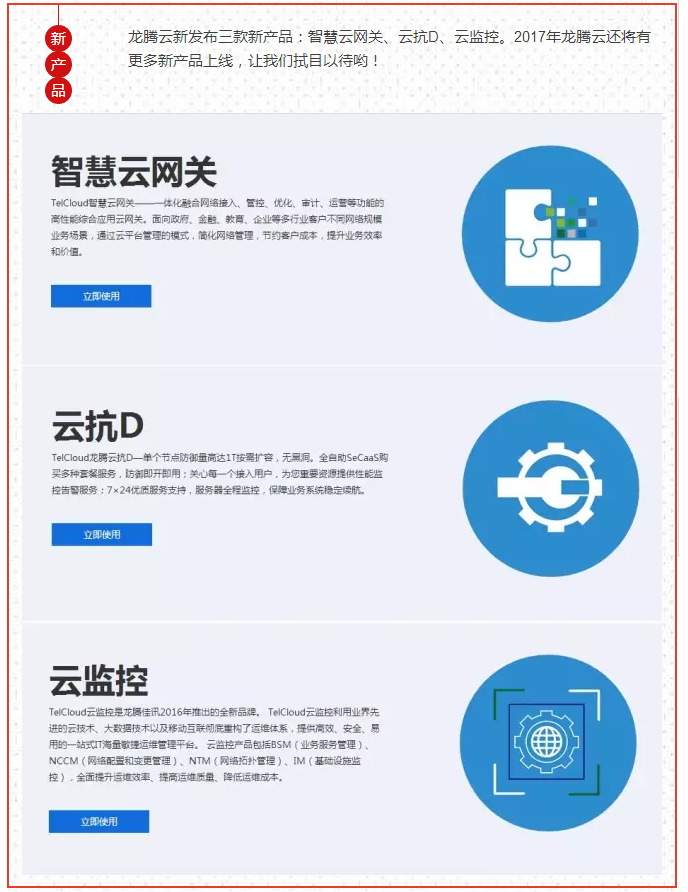 新
产
品
龙腾云新发布三款新产品：智慧云网关、云抗D、云监控。2017年龙腾云还将有
更多新产品上线，让我们拭目以待哟！
智慧云网关
TelCloud智慧云网关———一体化融合网络接入、管控、优化、审计、运营等功能的
高性能综合应用云网关。面向政府、金融、教育、企业等多行业客户不同网络规模
业务场景，通过云平台管理的模式，简化网络管理，节约客户成本，提升业务效率
和价值。
立即使用
云抗D
TelCloud龙腾云抗D—单个节点防御量高达1T按需扩容，无黑洞。全自助SeCaaS购
买多种套餐服务，防御即开即用；关心每一个接入用户，为您重要资源提供性能监
控告警服务；7×24优质服务支持，服务器全程监控，保障业务系统稳定续航。
立即使用
云监控
TelCloud云监控是龙腾佳讯2016年推出的全新品牌。 TelCloud云监控利用业界先
进的云技术、大数据技术以及移动互联彻底重构了运维体系，提供高效、安全、易
用的一站式IT海量敏捷运维管理平台。 云监控产品包括BSM（业务服务管理）、
NCCM（网络配置和变更管理）、NTM（网络拓扑管理）、IM（基础设施监
控），全面提升运维效率、提高运维质量、降低运维成本。
立即使用